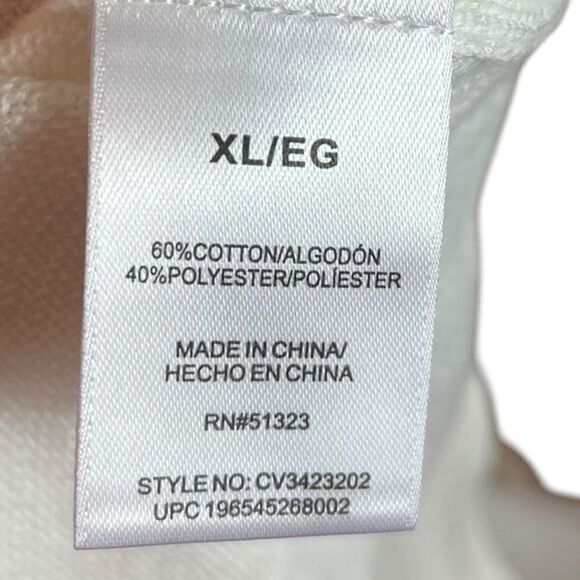 XL/EG
60%COTTON/ALGODÓN
40%POLYESTER/POLÍESTER
MADE IN CHINA/
HECHO EN CHINA
RN#51323
STYLE NO: CV3423202
UPC 196545268002